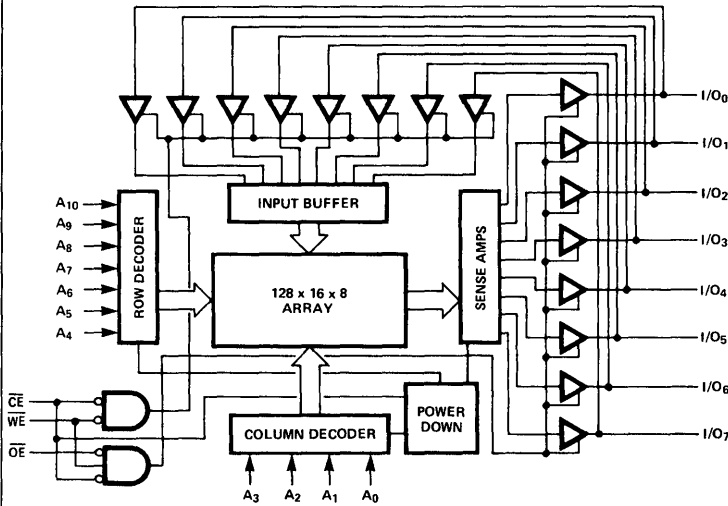 I/O0
I/O1
I/O2
I/O3
I/O4
I/O5
I/O6
I/O7
INPUT BUFFER
A10
A9
A8
A7
A6
A5
A4
ROW DECODER
128 x 16 x 8
ARRAY
SENSE AMPS
CE
WE
OE
COLUMN DECODER
POWER
DOWN
A3
A2
A1
A0